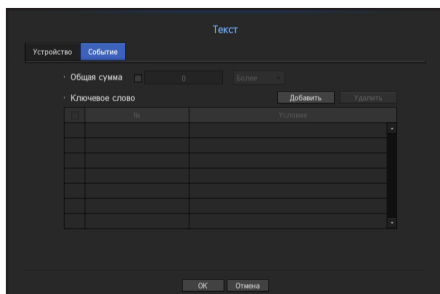 Текст
Устройство Событие
· Общая сумма 0 Более
· Ключевое слово Добавить Удалить
№ Условие
OK Отмена